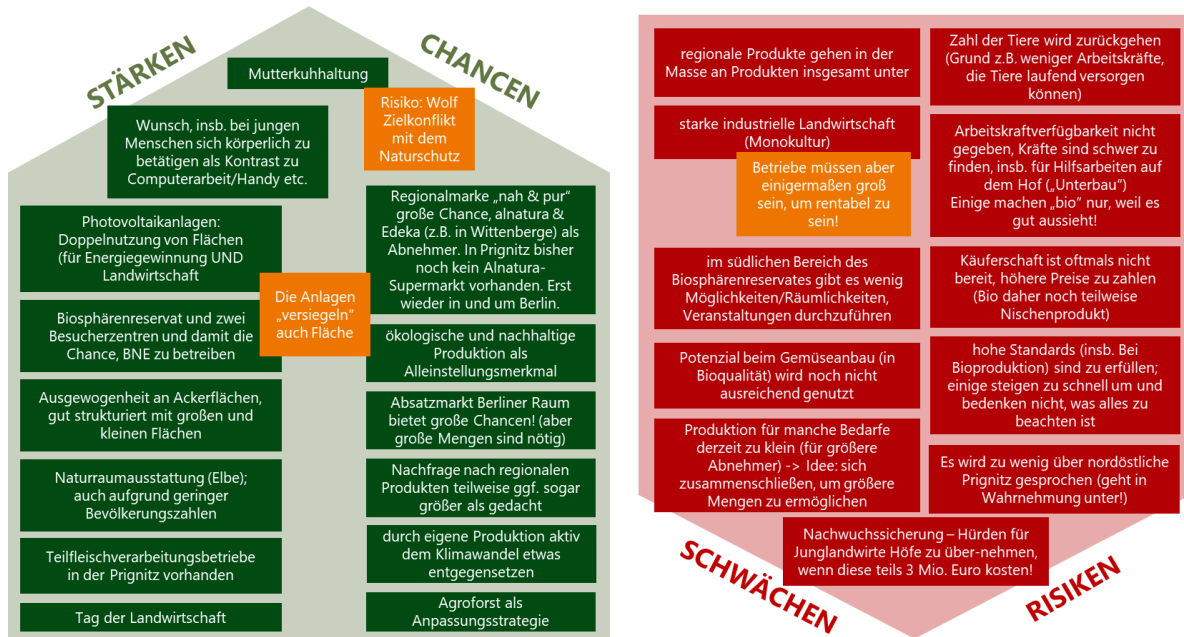 STÄRKEN
CHANCEN
Mutterkuhhaltung
Risiko: Wolf
Zielkonflikt
mit dem
Naturschutz
Wunsch, insb. bei jungen
Menschen sich körperlich zu
betätigen als Kontrast zu
Computerarbeit/Handy etc.
Photovoltaikanlagen:
Doppelnutzung von Flächen
(für Energiegewinnung UND
Landwirtschaft
Die Anlagen
„versiegeln"
auch Fläche
Biosphärenreservat und zwei
Besucherzentren und damit die
Chance, BNE zu betreiben
Ausgewogenheit an Ackerflächen,
gut strukturiert mit großen und
kleinen Flächen
Naturraumausstattung (Elbe);
auch aufgrund geringer
Bevölkerungszahlen
Teilfleischverarbeitungsbetriebe
in der Prignitz vorhanden
Tag der Landwirtschaft
Regionalmarke „nah & pur"
große Chance, alnatura &
Edeka (z.B. in Wittenberge) als
Abnehmer. In Prignitz bisher
noch kein Alnatura-
Supermarkt vorhanden. Erst
wieder in und um Berlin.
ökologische und nachhaltige
Produktion als
Alleinstellungsmerkmal
Absatzmarkt Berliner Raum
bietet große Chancen! (aber
große Mengen sind nötig)
Nachfrage nach regionalen
Produkten teilweise ggf. sogar
größer als gedacht
durch eigene Produktion aktiv
dem Klimawandel etwas
entgegensetzen
Agroforst als
Anpassungsstrategie
regionale Produkte gehen in der
Masse an Produkten insgesamt unter
starke industrielle Landwirtschaft
(Monokultur)
Betriebe müssen aber
einigermaßen groß
sein, um rentabel zu
sein!
im südlichen Bereich des
Biosphärenreservates gibt es wenig
Möglichkeiten/Räumlichkeiten,
Veranstaltungen durchzuführen
Potenzial beim Gemüseanbau (in
Bioqualität) wird noch nicht
ausreichend genutzt
Produktion für manche Bedarfe
derzeit zu klein (für größere
Abnehmer) -> Idee: sich
zusammenschließen, um größere
Mengen zu ermöglichen
Zahl der Tiere wird zurückgehen
(Grund z.B. weniger Arbeitskräfte,
die Tiere laufend versorgen
können)
Arbeitskraftverfügbarkeit nicht
gegeben, Kräfte sind schwer zu
finden, insb. für Hilfsarbeiten auf
dem Hof („Unterbau")
Einige machen „bio" nur, weil es
gut aussieht!
Käuferschaft ist oftmals nicht
bereit, höhere Preise zu zahlen
(Bio daher noch teilweise
Nischenprodukt)
hohe Standards (insb. Bei
Bioproduktion) sind zu erfüllen;
einige steigen zu schnell um und
bedenken nicht, was alles zu
beachten ist
Es wird zu wenig über nordöstliche
Prignitz gesprochen (geht in
Wahrnehmung unter!)
Nachwuchssicherung – Hürden für
Junglandwirte Höfe zu über-nehmen,
wenn diese teils 3 Mio. Euro kosten!
SCHWÄCHEN
RISIKEN